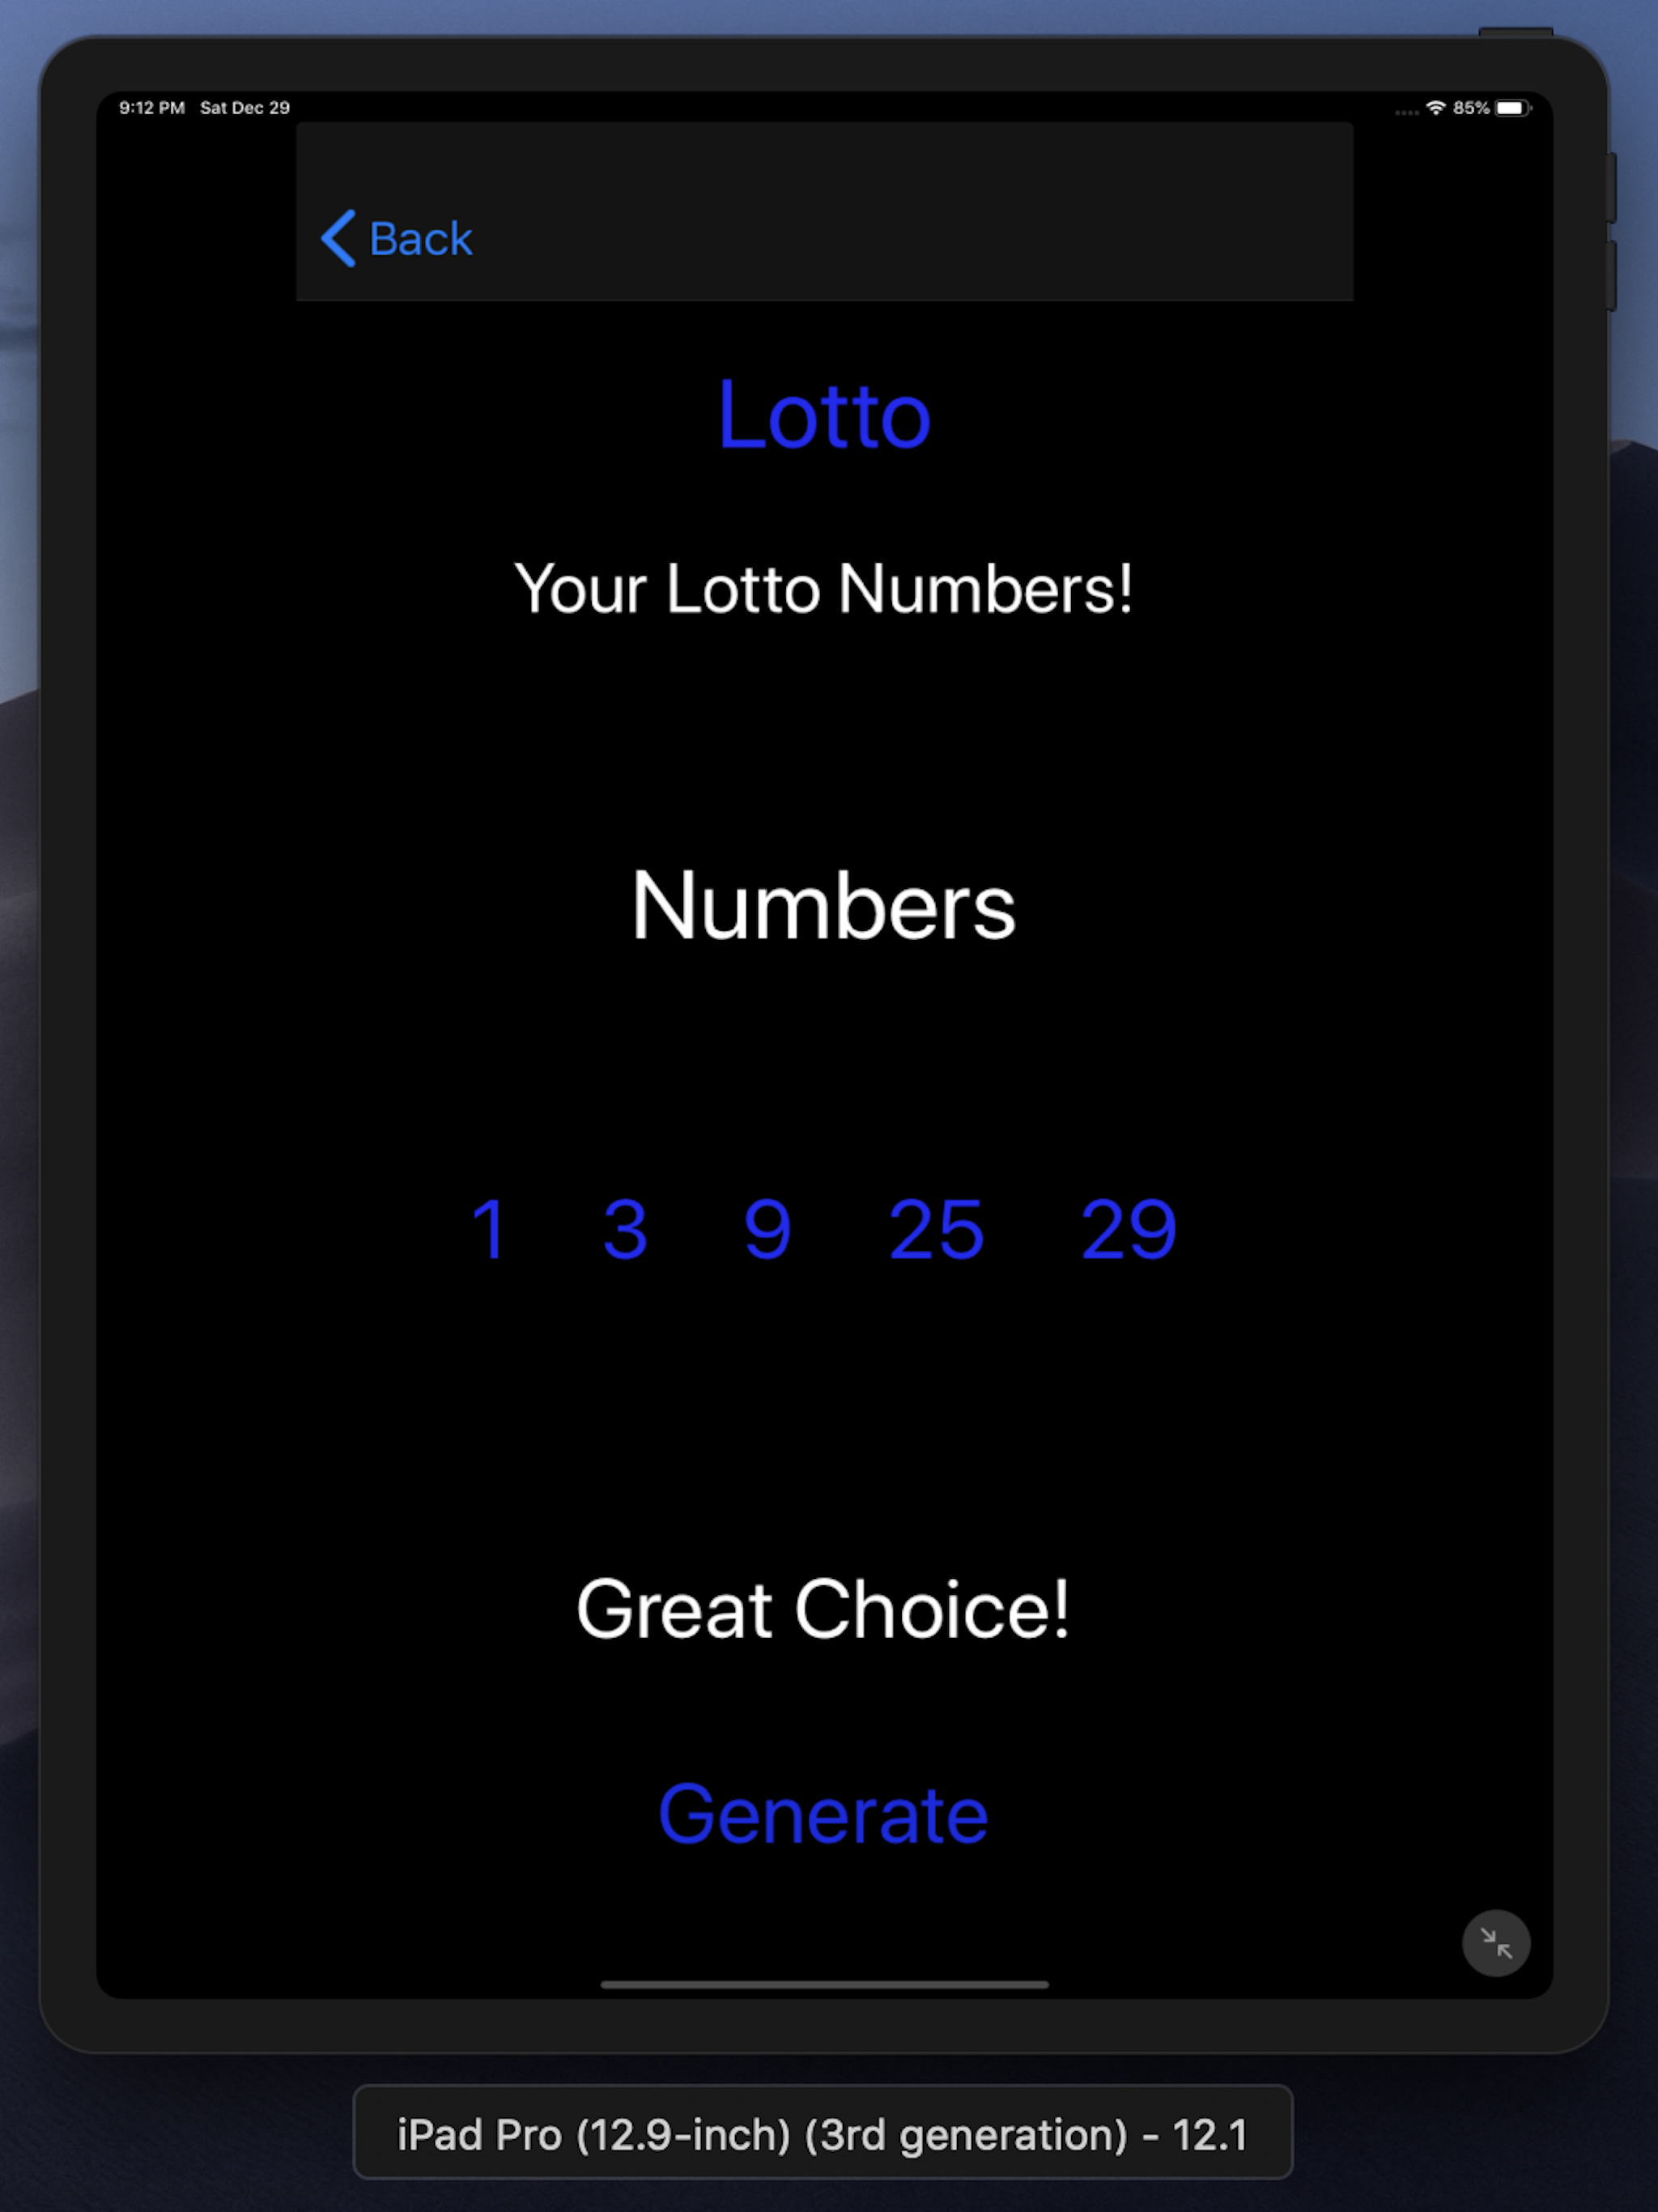 9:12 PM Sat Dec 29 85%
Back
Lotto
Your Lotto Numbers!
Numbers
1 3 9 25 29
Great Choice!
Generate
iPad Pro (12.9-inch) (3rd generation) - 12.1